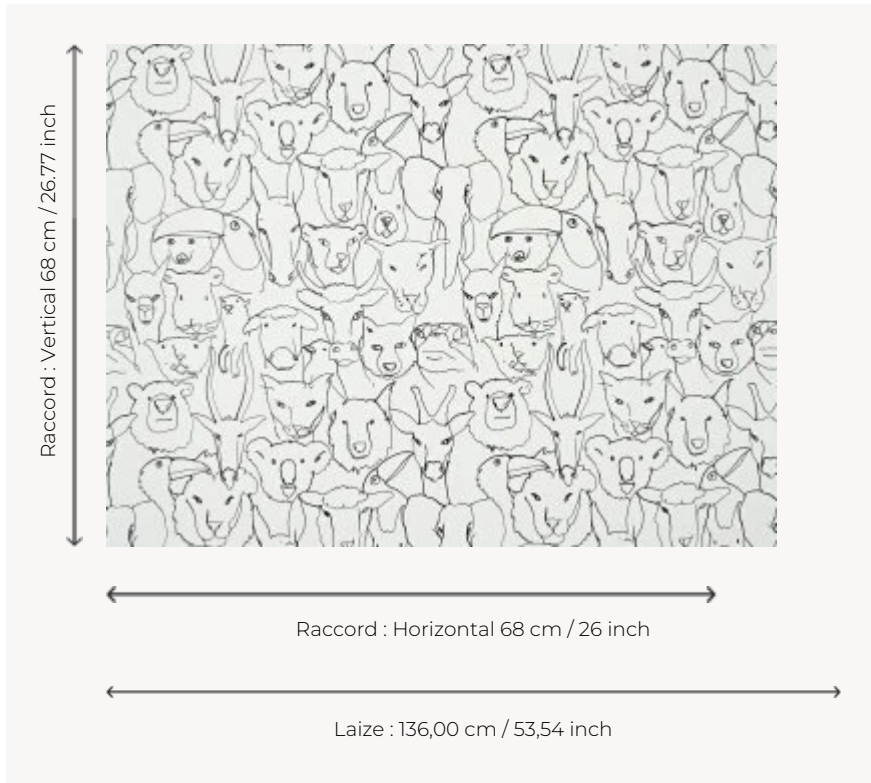 Raccord : Vertical 68 cm / 26.77 inch
Raccord : Horizontal 68 cm / 26 inch
Laize : 136,00 cm / 53,54 inch